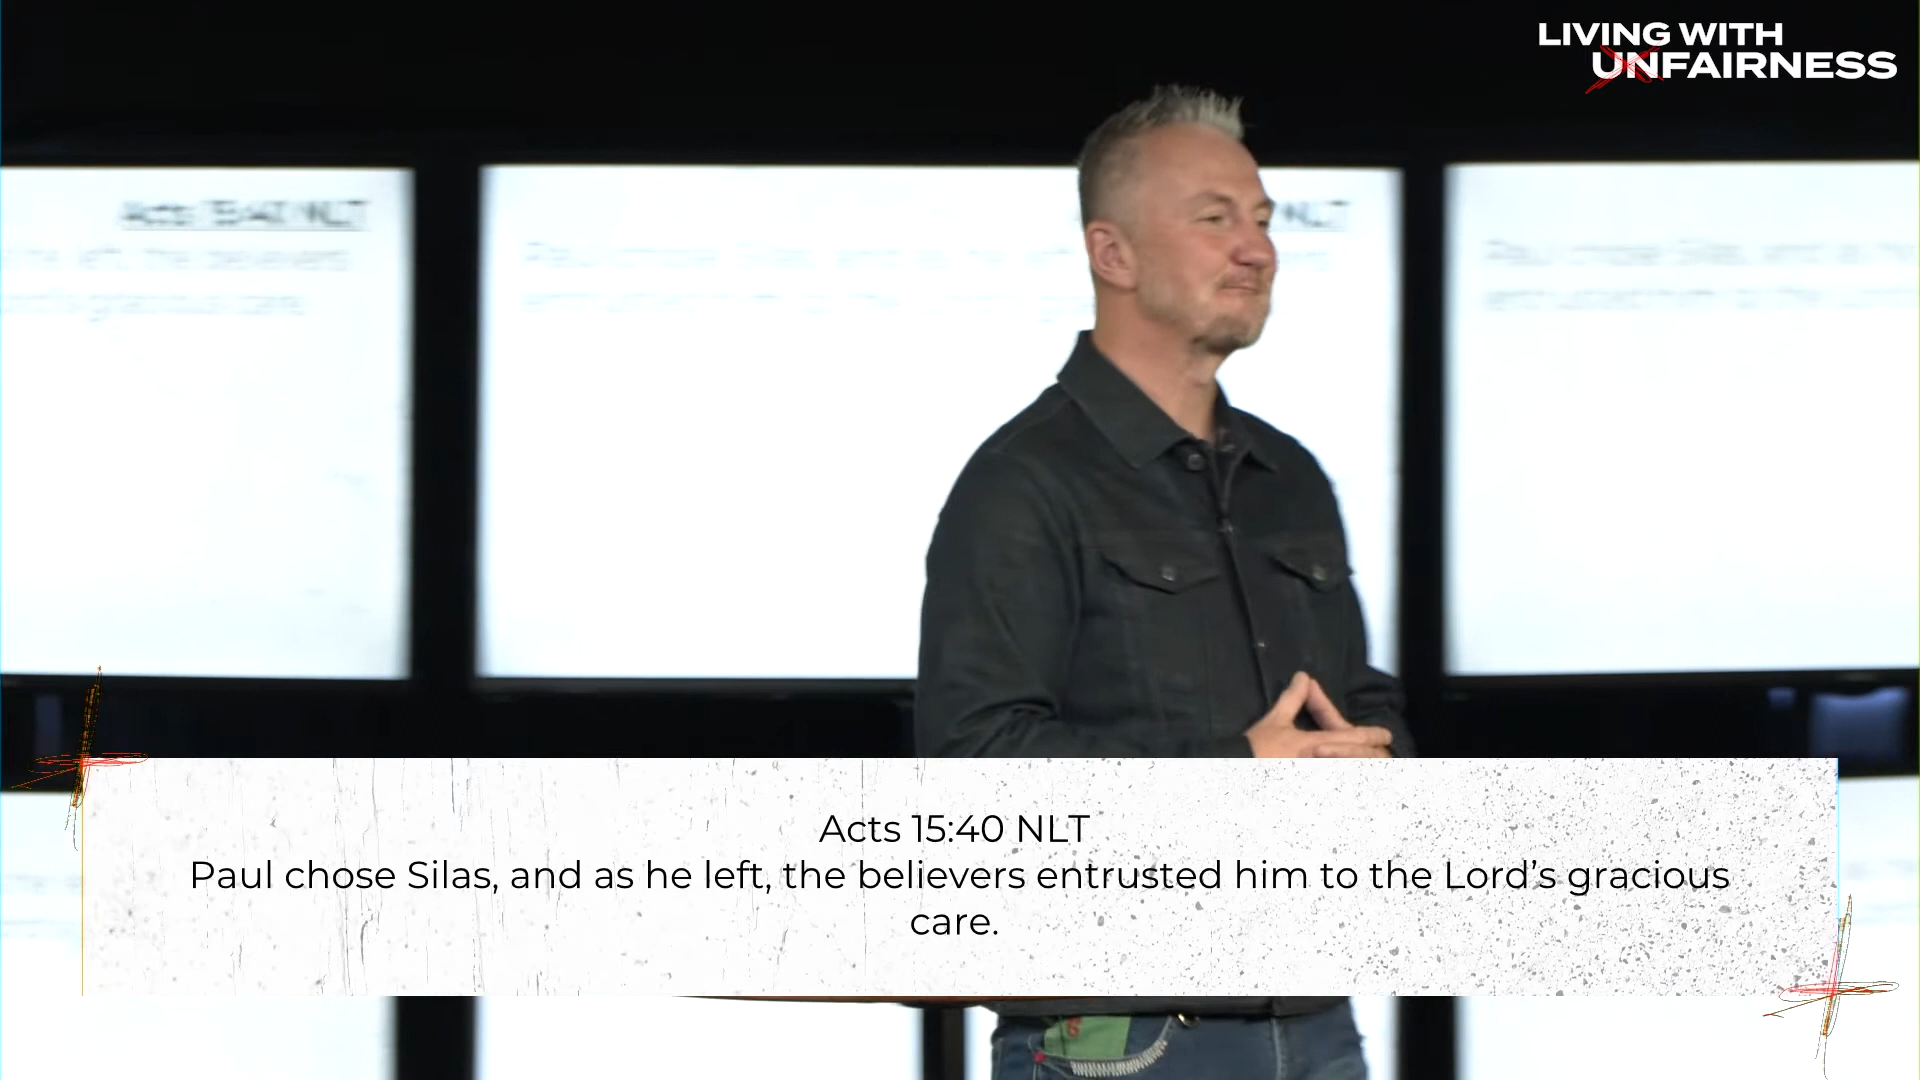 LIVING WITH
UNFAIRNESS
Acts 15:40 NLT
Paul chose Silas, and as he left, the believers entrusted him to the Lord’s gracious
care.